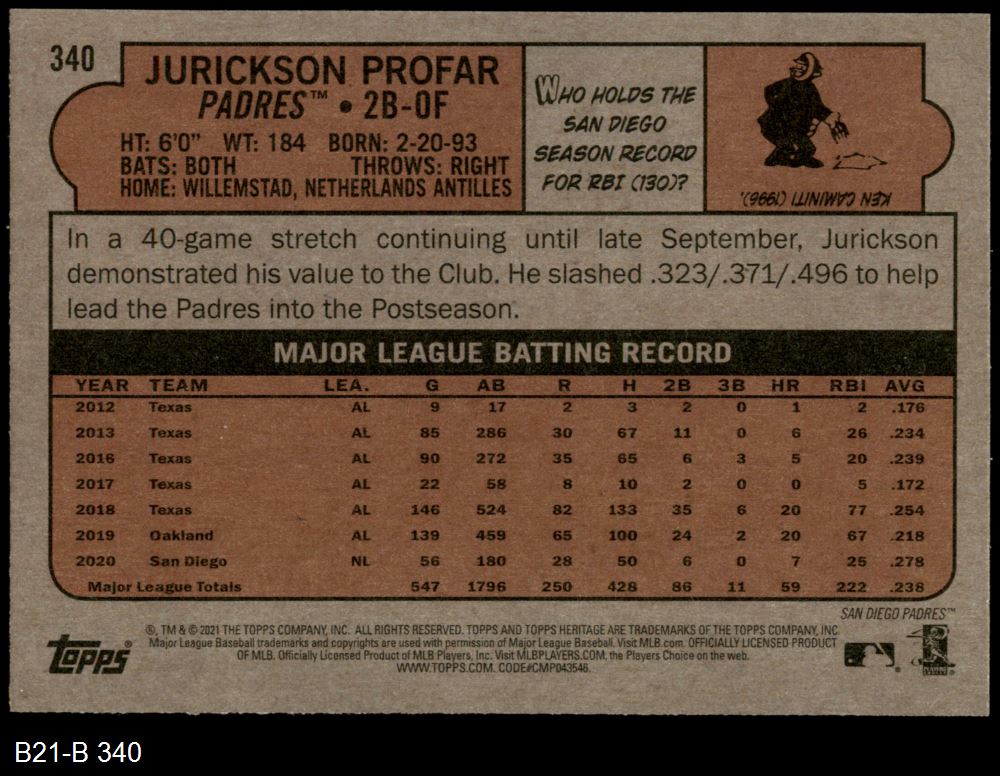 340
JURICKSON PROFAR
PADRES™ • 2B-OF
HT: 6'0" WT: 184 BORN: 2-20-93
BATS: BOTH THROWS: RIGHT
HOME: WILLEMSTAD, NETHERLANDS ANTILLES
WHO HOLDS THE
SAN DIEGO
SEASON RECORD
FOR RBI (130)?
KEN CAMINITI (1996).
In a 40-game stretch continuing until late September, Jurickson
demonstrated his value to the Club. He slashed .323/.371/.496 to help
lead the Padres into the Postseason.
MAJOR LEAGUE BATTING RECORD
YEAR TEAM LEA. G AB R H 2B 3B HR RBI AVG
2012 Texas AL 9 17 2 3 2 0 1 2 .176
2013 Texas AL 85 286 30 67 11 0 6 26 .234
2016 Texas AL 90 272 35 65 6 3 5 20 .239
2017 Texas AL 22 58 8 10 2 0 0 5 .172
2018 Texas AL 146 524 82 133 35 6 20 77 .254
2019 Oakland AL 139 459 65 100 24 2 20 67 .218
2020 San Diego NL 56 180 28 50 6 0 7 25 .278
Major League Totals 547 1796 250 428 86 11 59 222 .238
SAN DIEGO PADRES™
®, TM & © 2021 THE TOPPS COMPANY, INC. ALL RIGHTS RESERVED. TOPPS AND TOPPS HERITAGE ARE TRADEMARKS OF THE TOPPS COMPANY, INC.
Major League Baseball trademarks and copyrights are used with permission of Major League Baseball. Visit MLB.com. OFFICIALLY LICENSED PRODUCT
OF MLB. Officially Licensed Product of MLB Players, Inc. Visit MLBPLAYERS.COM, the Players Choice on the web.
WWW.TOPPS.COM. CODE#CMP043546
Topps®
B21-B 340